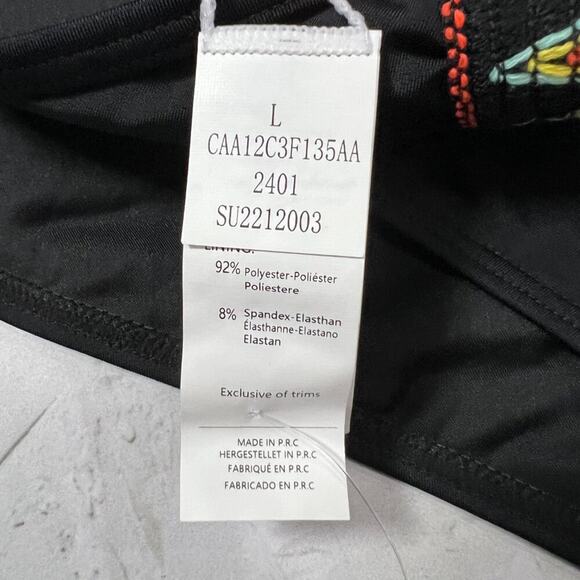 L
CAA12C3F135AA
2401
SU2212003
LINING:
92% Polyester-Poliéster
Poliestere
8% Spandex-Elasthan
Élasthanne-Elastano
Elastan
Exclusive of trims
MADE IN P.R.C
HERGESTELLET IN P.R.C
FABRIQUÉ EN P.R.C
FABRICADO EN P.R.C